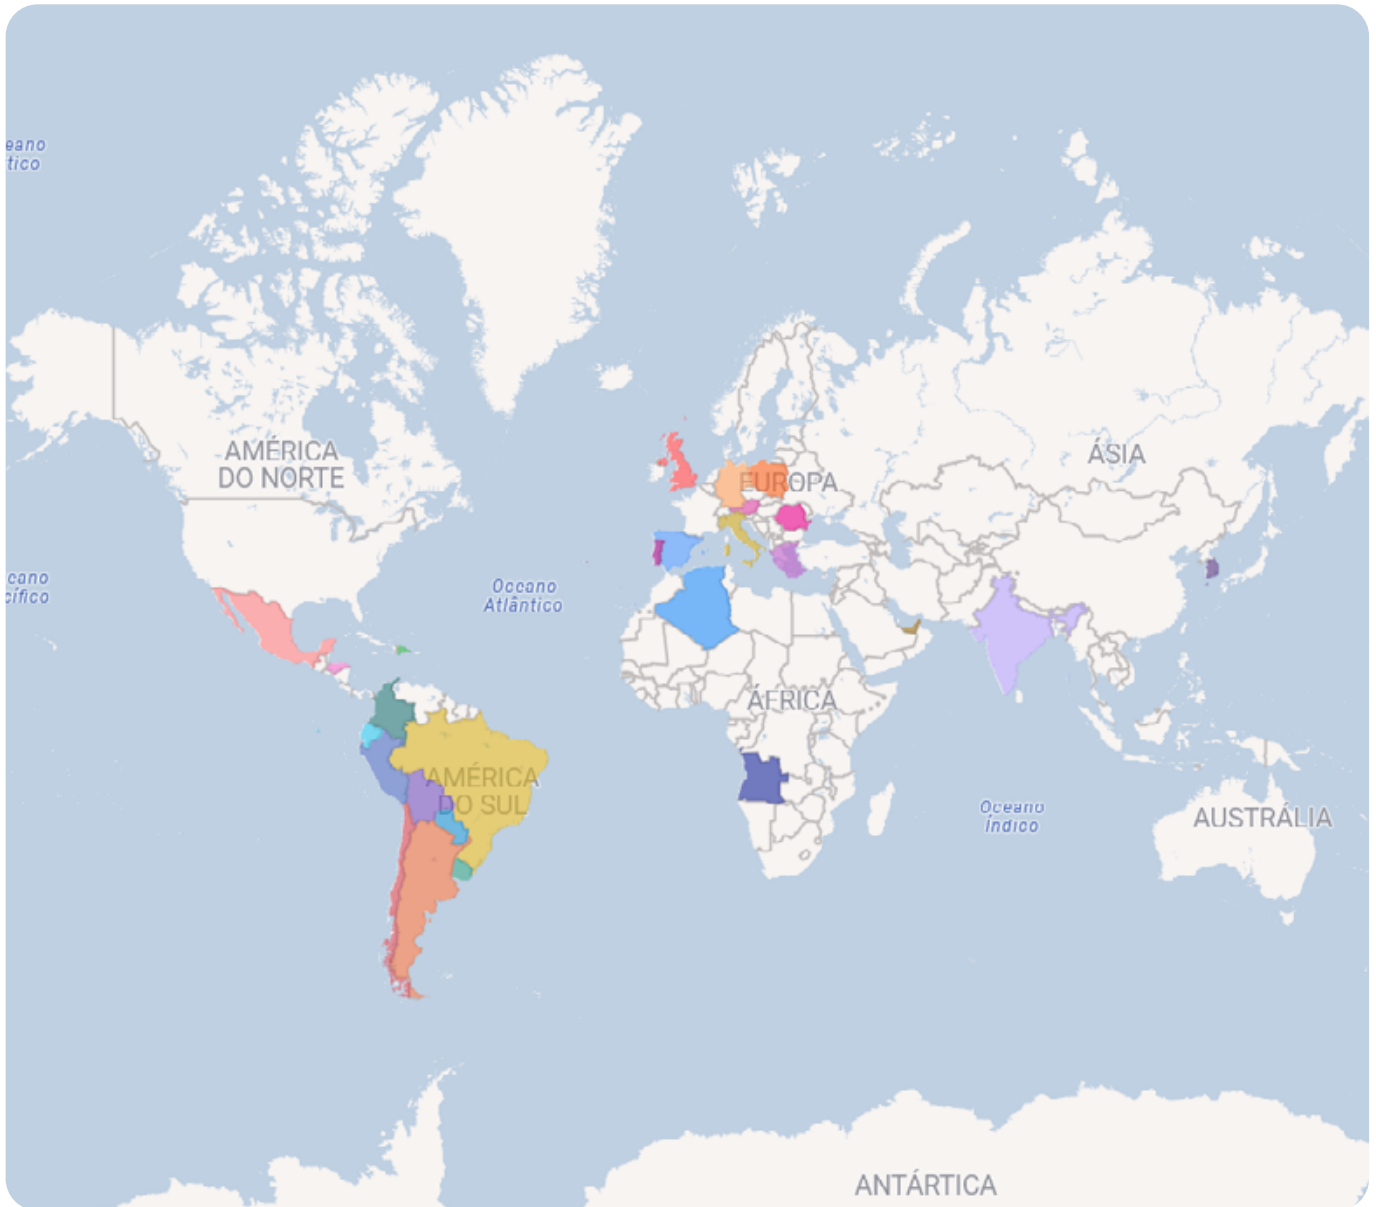 eano
tico
AMÉRICA
DO NORTE
EUROPA
ÁSIA
cano
cífico
Oceano
Atlântico
ÁFRICA
AMÉRICA
DO SUL
Oceano
Índico
AUSTRÁLIA
ANTÁRTICA